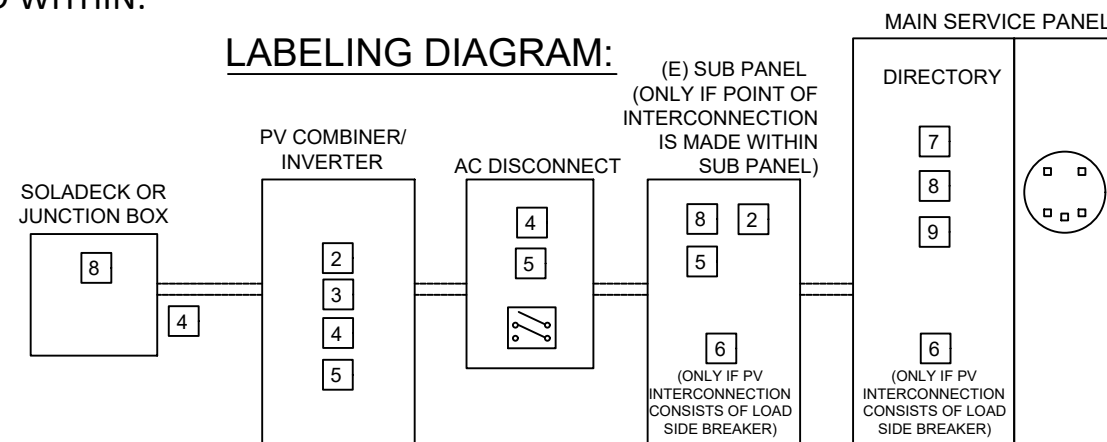 WITHIN:
LABELING DIAGRAM:
SOLADECK OR
JUNCTION BOX
8
4
PV COMBINER/
INVERTER
2
3
4
5
AC DISCONNECT
4
5
(E) SUB PANEL
(ONLY IF POINT OF
INTERCONNECTION
IS MADE WITHIN
SUB PANEL)
8 2
5
6
(ONLY IF PV
INTERCONNECTION
CONSISTS OF LOAD
SIDE BREAKER)
MAIN SERVICE PANEL
DIRECTORY
7
8
9
6
(ONLY IF PV
INTERCONNECTION
CONSISTS OF LOAD
SIDE BREAKER)